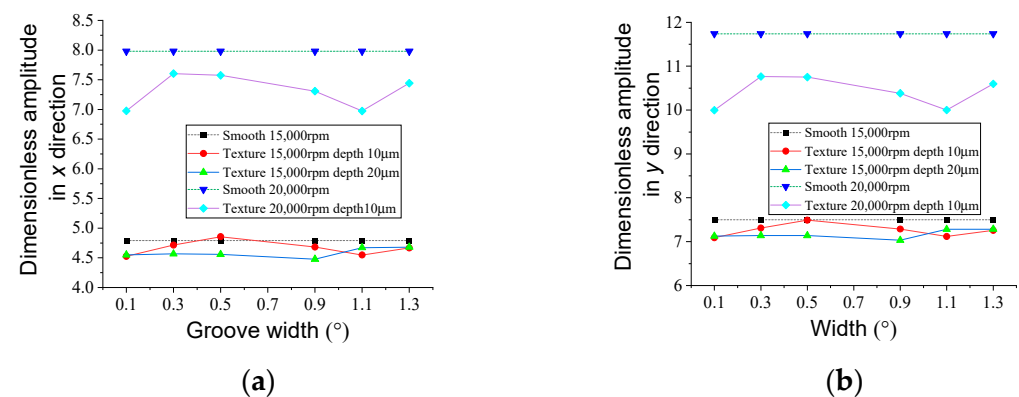 Dimensionless amplitude
in x direction
8.5
8.0
7.5
7.0
6.5
6.0
5.5
5.0
4.5
4.0
Smooth 15,000rpm
Texture 15,000rpm depth 10μm
Texture 15,000rpm depth 20μm
Smooth 20,000rpm
Texture 20,000rpm depth10μm
0.1 0.3 0.5 0.7 0.9 1.1 1.3
Groove width (°)
(a)
Dimensionless amplitude
in y direction
12
11
10
9
8
7
6
Smooth 15,000rpm
Texture 15,000rpm depth 10μm
Texture 15,000rpm depth 20μm
Smooth 20,000rpm
Texture 20,000rpm depth 10μm
0.1 0.3 0.5 0.7 0.9 1.1 1.3
Width (°)
(b)